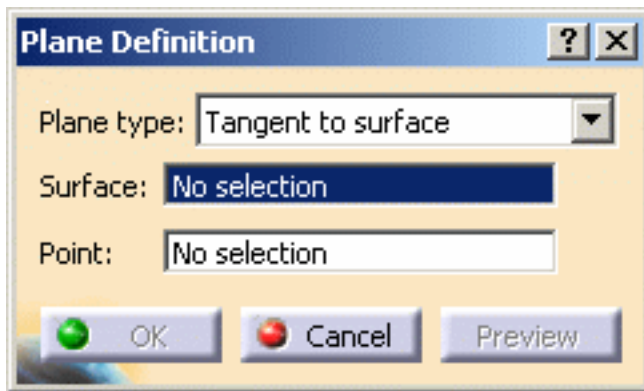 Plane Definition ?
Plane type: Tangent to surface
Surface: No selection
Point: No selection
OK Cancel Preview